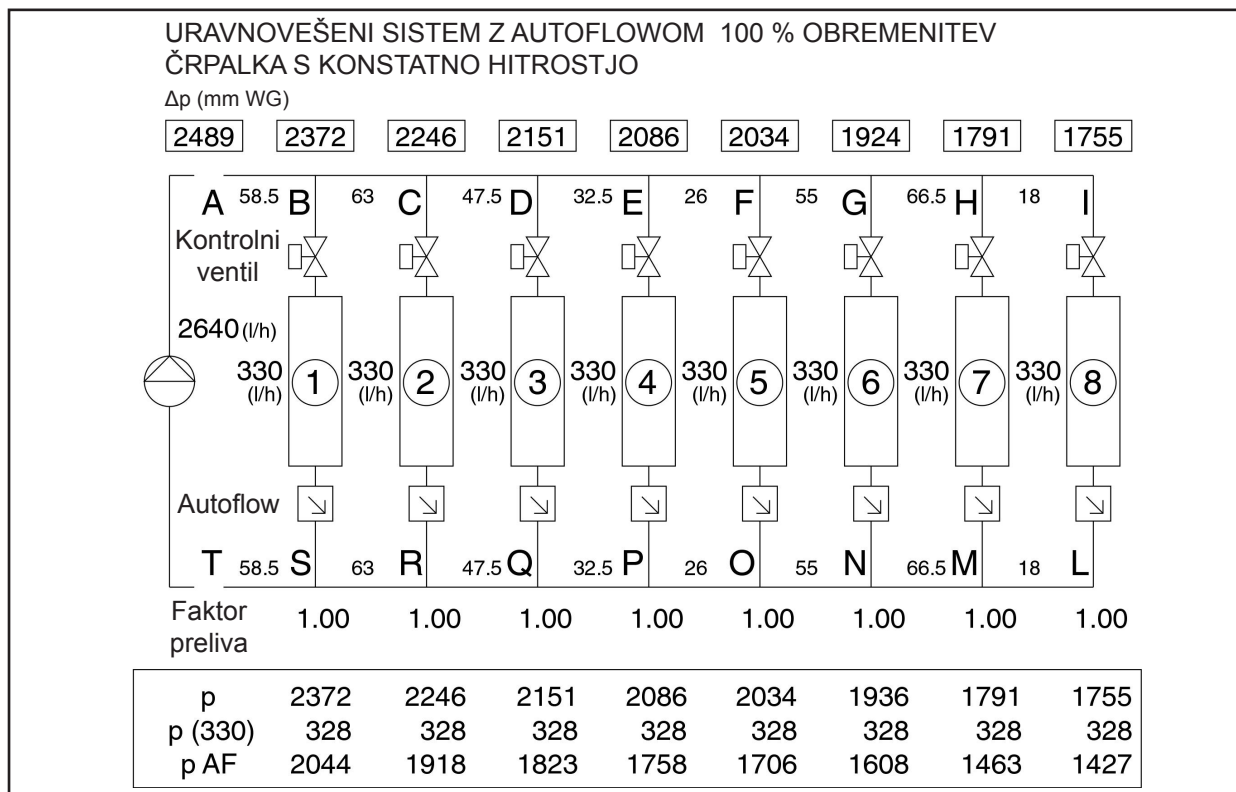 URAVNOVEŠENI SISTEM Z AUTOFLOWOM 100 % OBREMENITEV
ČRPALKA S KONSTATNO HITROSTJO
Δp (mm WG)
2489 2372 2246 2151 2086 2034 1924 1791 1755
A 58.5 B 63 C 47.5 D 32.5 E 26 F 55 G 66.5 H 18 I
Kontrolni
ventil
2640 (l/h)
330 1 330 2 330 3 330 4 330 5 330 6 330 7 330 8
(l/h) (l/h) (l/h) (l/h) (l/h) (l/h) (l/h) (l/h)
Autoflow
T 58.5 S 63 R 47.5 Q 32.5 P 26 O 55 N 66.5 M 18 L
Faktor
preliva
1.00 1.00 1.00 1.00 1.00 1.00 1.00 1.00
p 2372 2246 2151 2086 2034 1936 1791 1755
p (330) 328 328 328 328 328 328 328 328
p AF 2044 1918 1823 1758 1706 1608 1463 1427